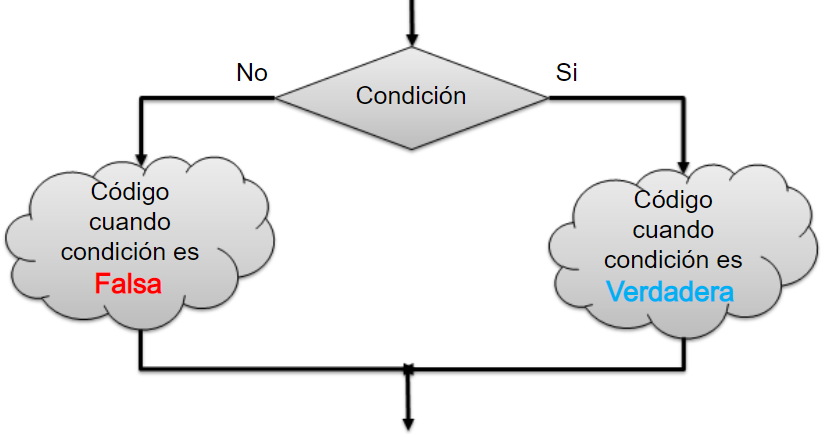 No
Si
Condición
Código
cuando
condición es
Falsa
Código
cuando
condición es
Verdadera